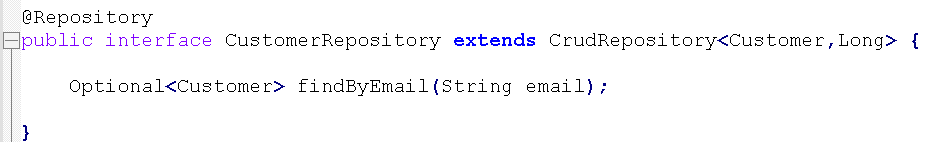 @Repository
public interface CustomerRepository extends CrudRepository<Customer,Long> {
Optional<Customer> findByEmail(String email);
}